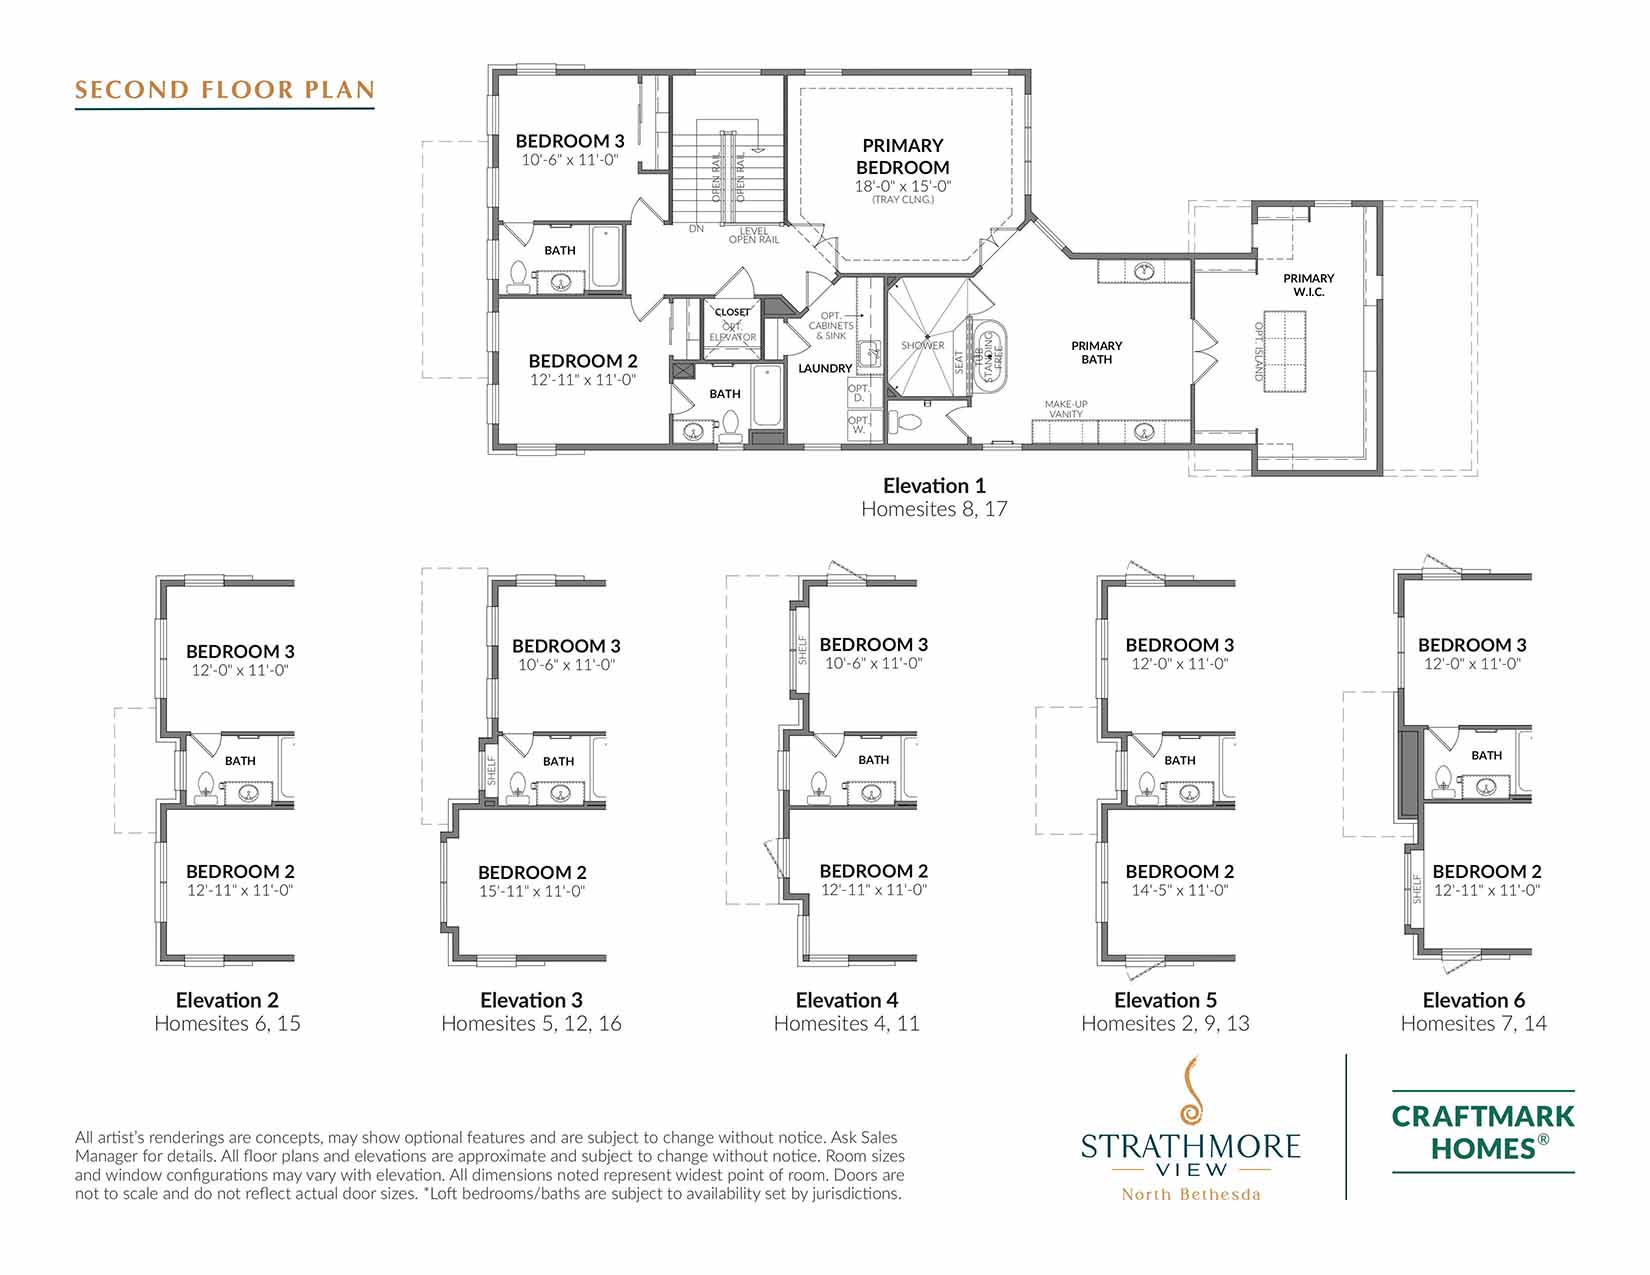 SECOND FLOOR PLAN
BEDROOM 3
10'-6" x 11'-0"
BATH
BEDROOM 2
12'-11" x 11'-0"
OPEN RAIL
OPEN RAIL
DN
LEVEL
OPEN RAIL
CLOSET
OPT.
ELEVATOR
BATH
PRIMARY
BEDROOM
18'-0" x 15'-0"
(TRAY CLNG.)
OPT.
CABINETS
& SINK
LAUNDRY
OPT.
D.
OPT.
W.
SHOWER
SEAT
FREE
STANDING
TUB
PRIMARY
BATH
MAKE-UP
VANITY
PRIMARY
W.I.C.
OPT. ISLAND
Elevation 1
Homesites 8, 17
BEDROOM 3
12'-0" x 11'-0"
BATH
BEDROOM 2
12'-11" x 11'-0"
Elevation 2
Homesites 6, 15
BEDROOM 3
10'-6" x 11'-0"
SHELF
BATH
BEDROOM 2
15'-11" x 11'-0"
Elevation 3
Homesites 5, 12, 16
SHELF
BEDROOM 3
10'-6" x 11'-0"
BATH
BEDROOM 2
12'-11" x 11'-0"
Elevation 4
Homesites 4, 11
BEDROOM 3
12'-0" x 11'-0"
BATH
BEDROOM 2
14'-5" x 11'-0"
Elevation 5
Homesites 2, 9, 13
BEDROOM 3
12'-0" x 11'-0"
BATH
SHELF
BEDROOM 2
12'-11" x 11'-0"
Elevation 6
Homesites 7, 14
All artist's renderings are concepts, may show optional features and are subject to change without notice. Ask Sales
Manager for details. All floor plans and elevations are approximate and subject to change without notice. Room sizes
and window configurations may vary with elevation. All dimensions noted represent widest point of room. Doors are
not to scale and do not reflect actual door sizes. *Loft bedrooms/baths are subject to availability set by jurisdictions.
STRATHMORE
VIEW
North Bethesda
CRAFTMARK
HOMES®